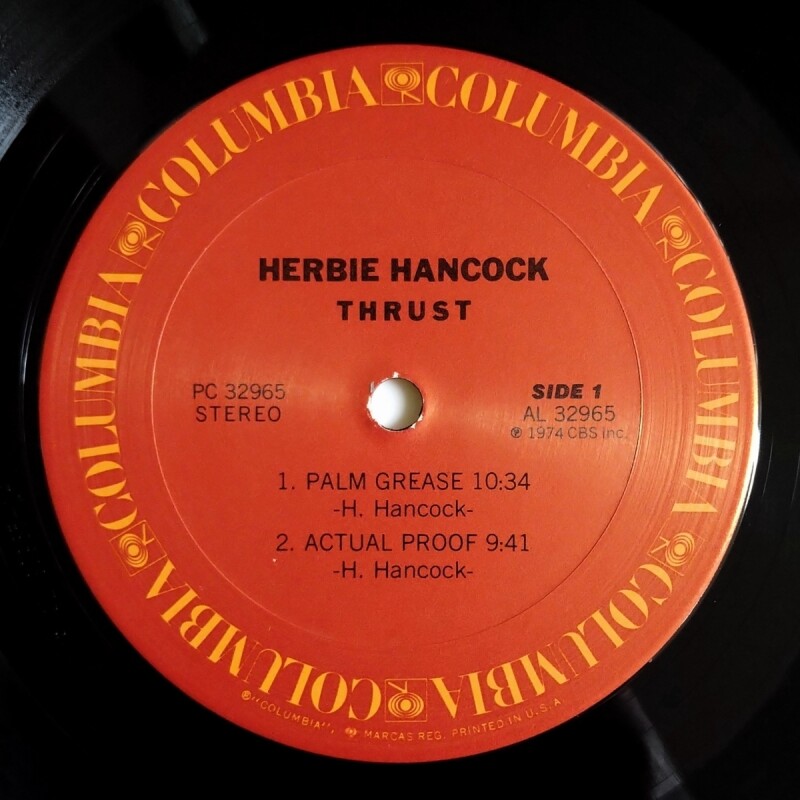 COLUMBIA COLUMBIA COLUMBIA COLUMBIA COLUMBIA COLUMBIA
HERBIE HANCOCK
THRUST
PC 32965
STEREO
SIDE 1
AL 32965
℗ 1974 CBS Inc.
1. PALM GREASE 10:34
-H. Hancock-
2. ACTUAL PROOF 9:41
-H. Hancock-
® "COLUMBIA", MARCAS REG. PRINTED IN U.S.A.